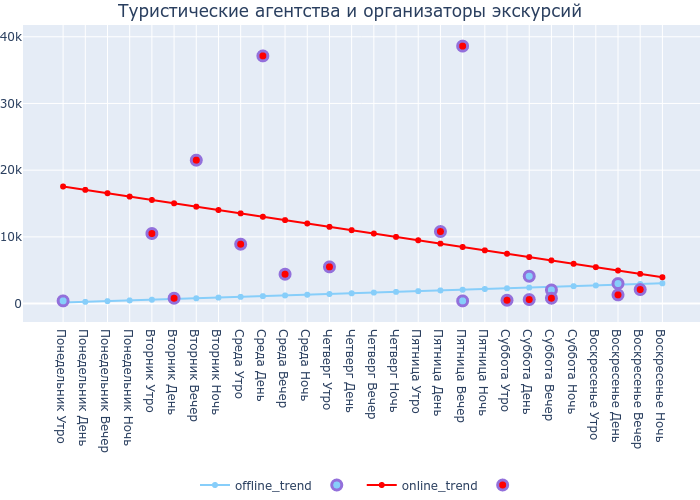 Туристические агентства и организаторы экскурсий
40k
30k
20k
10k
0
Понедельник Утро
Понедельник День
Понедельник Вечер
Понедельник Ночь
Вторник Утро
Вторник День
Вторник Вечер
Вторник Ночь
Среда Утро
Среда День
Среда Вечер
Среда Ночь
Четверг Утро
Четверг День
Четверг Вечер
Четверг Ночь
Пятница Утро
Пятница День
Пятница Вечер
Пятница Ночь
Суббота Утро
Суббота День
Суббота Вечер
Суббота Ночь
Воскресенье Утро
Воскресенье День
Воскресенье Вечер
Воскресенье Ночь
offline_trend
online_trend